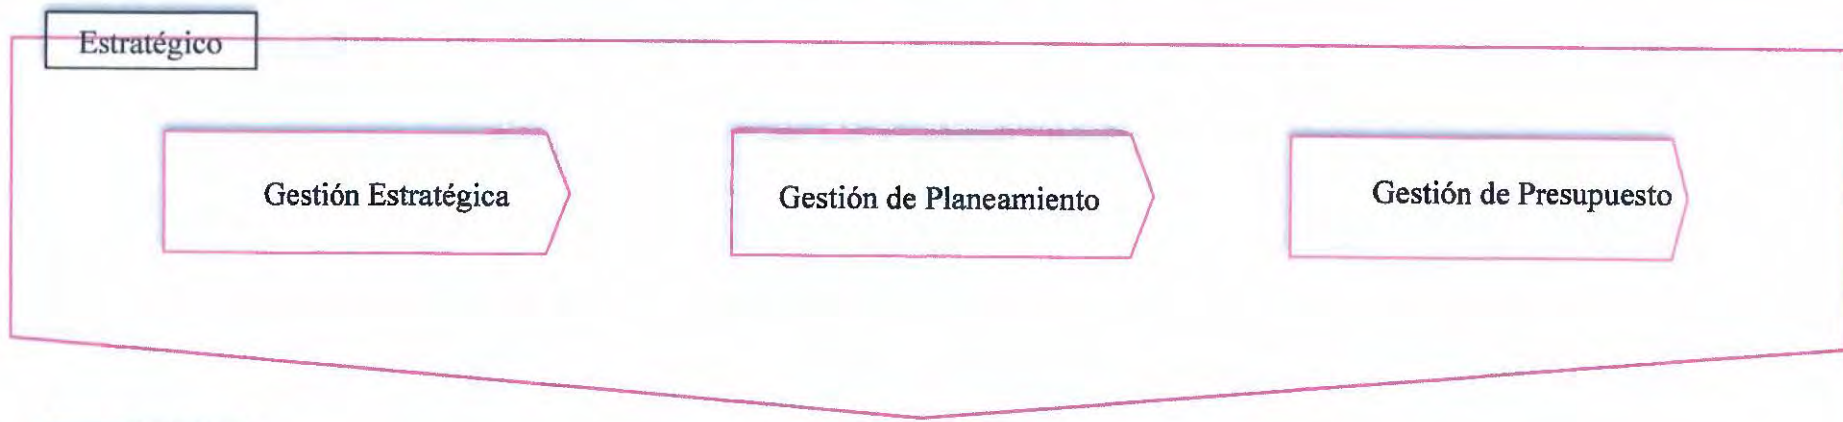 Estratégico
Gestión Estratégica
Gestión de Planeamiento
Gestión de Presupuesto